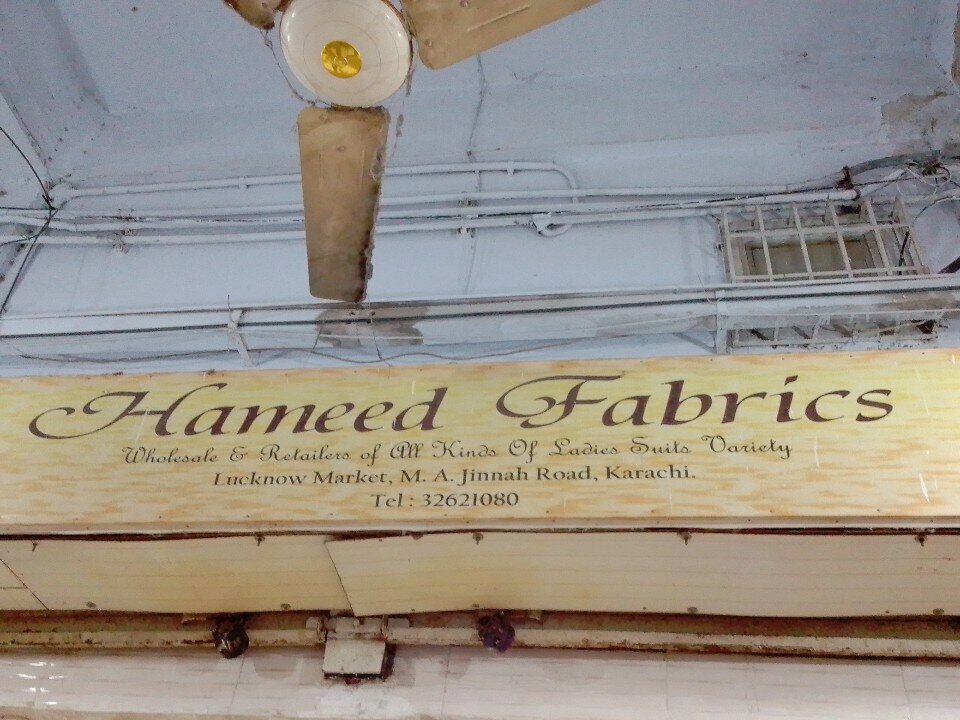 Hameed Fabrics
Wholesale & Retailers of All Kinds Of Ladies Suits Variety
Lucknow Market, M. A. Jinnah Road, Karachi.
Tel : 32621080